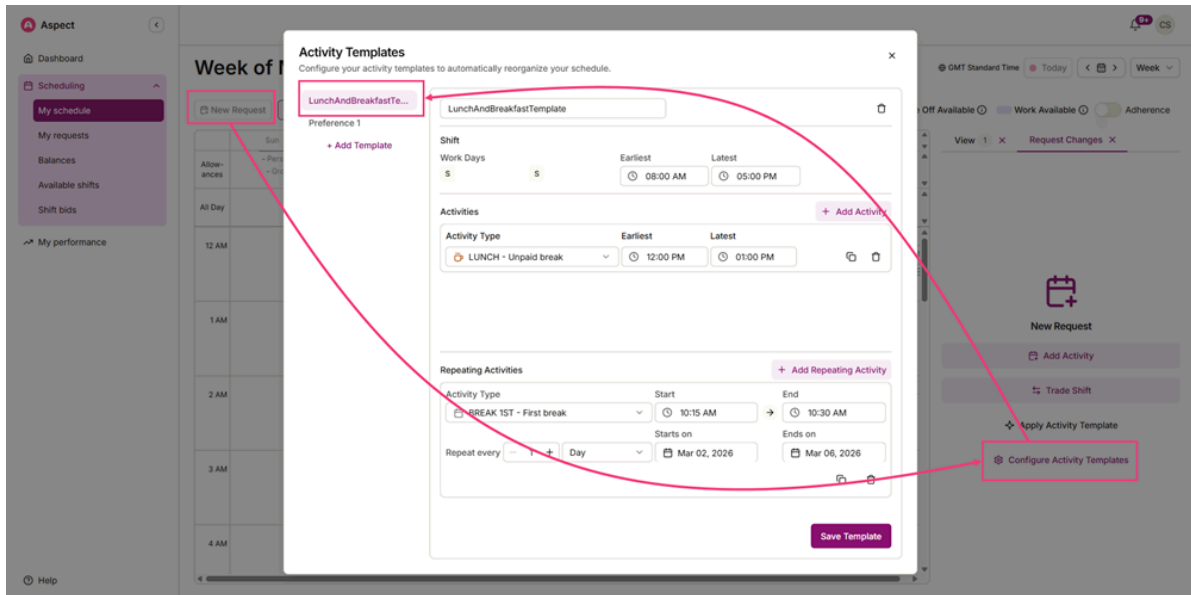 Aspect
9+
CS
Dashboard
Scheduling
My schedule
My requests
Balances
Available shifts
Shift bids
My performance
Help
Week of
New Request
Sun
Allow-
ances
All Day
12 AM
1 AM
2 AM
3 AM
4 AM
Activity Templates
Configure your activity templates to automatically reorganize your schedule.
LunchAndBreakfastTe...
Preference 1
+ Add Template
LunchAndBreakfastTemplate
Shift
Work Days Earliest Latest
S S 08:00 AM 05:00 PM
Activities + Add Activity
Activity Type Earliest Latest
LUNCH - Unpaid break 12:00 PM 01:00 PM
Repeating Activities + Add Repeating Activity
Activity Type Start End
BREAK 1ST - First break 10:15 AM → 10:30 AM
Starts on Ends on
Repeat every − 1 + Day Mar 02, 2026 Mar 06, 2026
Save Template
GMT Standard Time Today Week
Off Available Work Available Adherence
View 1 Request Changes
New Request
Add Activity
Trade Shift
Apply Activity Template
Configure Activity Templates